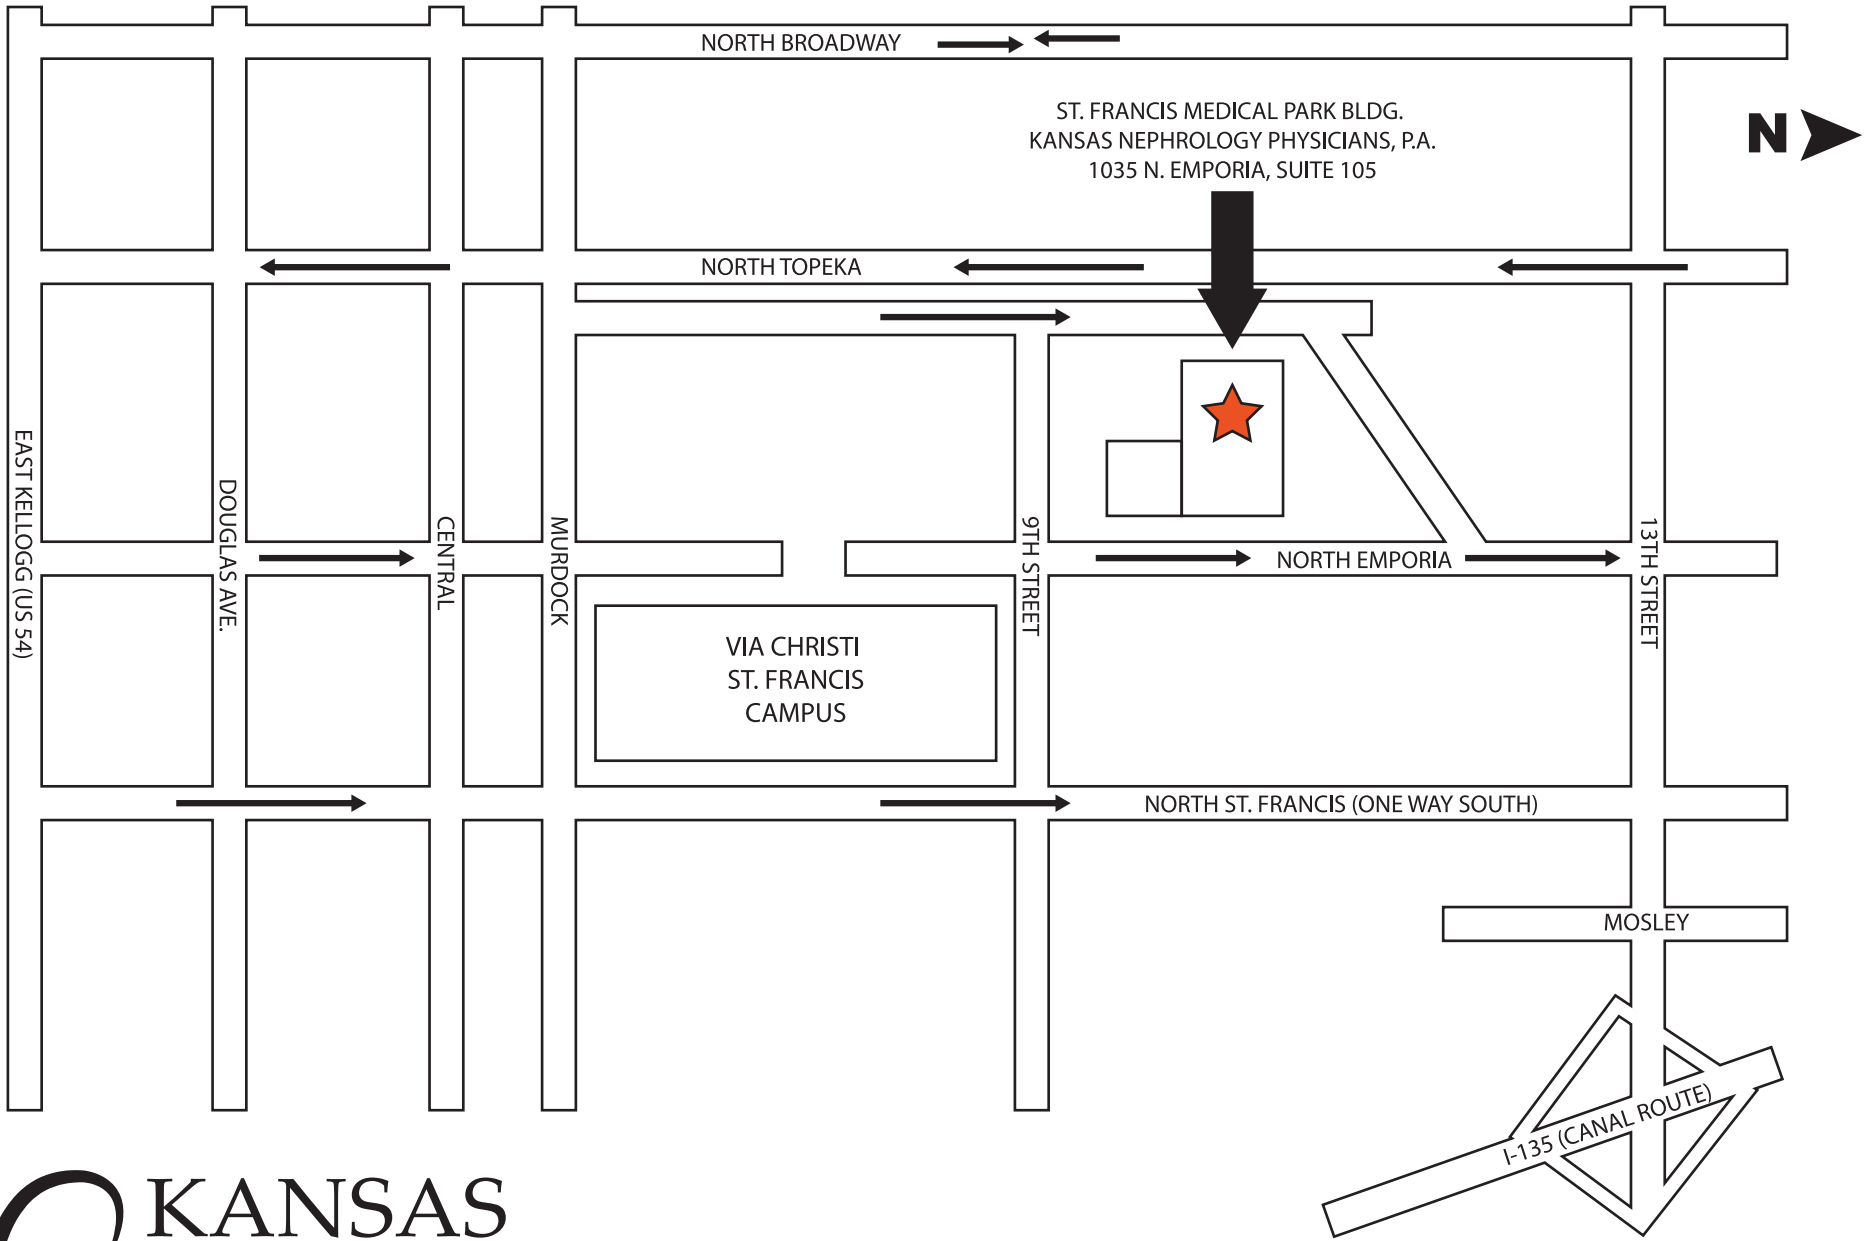 NORTH BROADWAY
ST. FRANCIS MEDICAL PARK BLDG.
KANSAS NEPHROLOGY PHYSICIANS, P.A.
1035 N. EMPORIA, SUITE 105
N
NORTH TOPEKA
EAST KELLOGG (US 54)
DOUGLAS AVE.
CENTRAL
MURDOCK
9TH STREET
NORTH EMPORIA
13TH STREET
VIA CHRISTI
ST. FRANCIS
CAMPUS
NORTH ST. FRANCIS (ONE WAY SOUTH)
MOSLEY
I-135 (CANAL ROUTE)
KANSAS